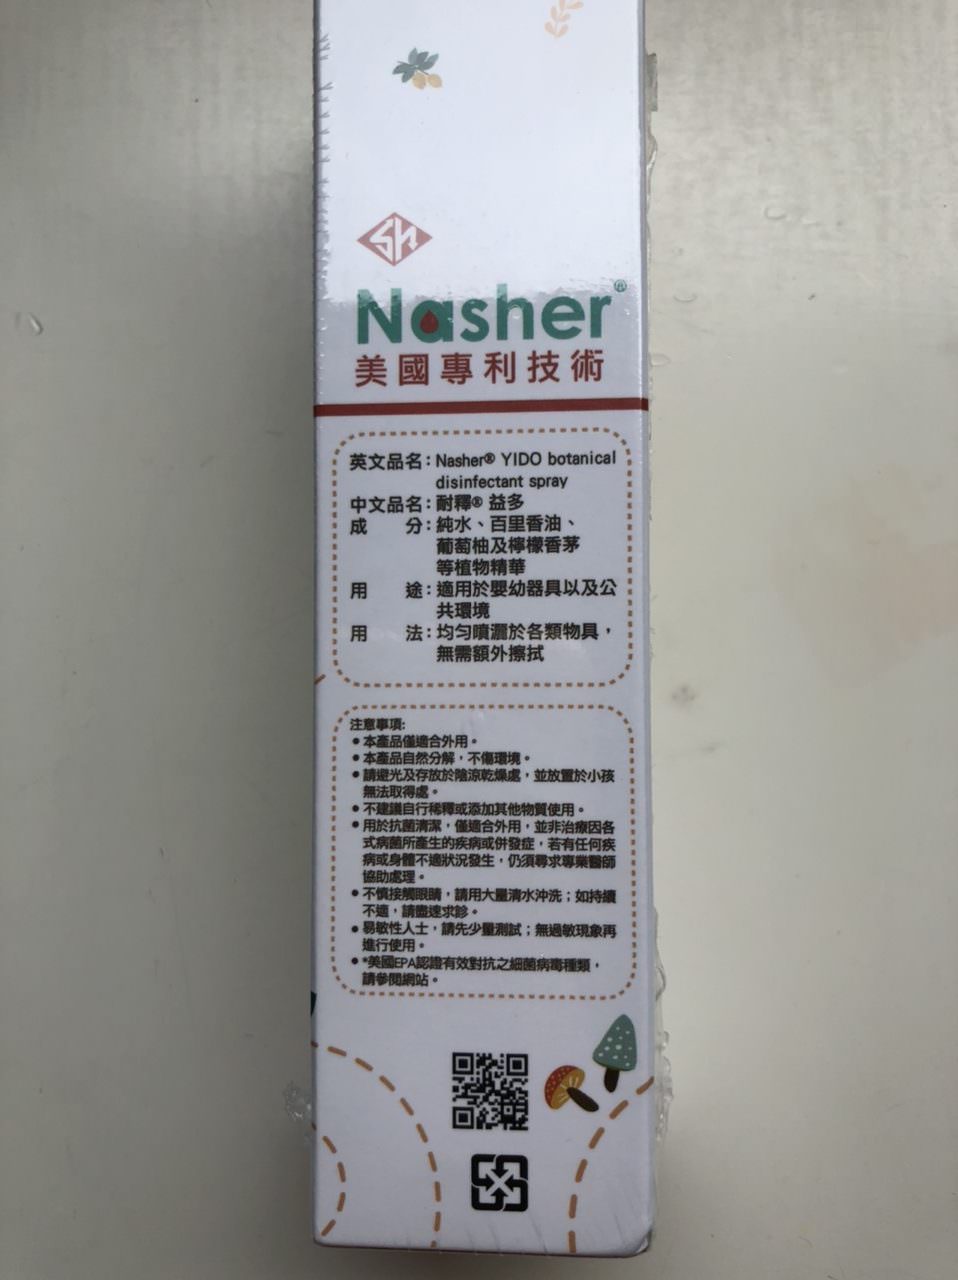 Sh
Nasher®
美國專利技術
英文品名：Nasher® YIDO botanical
disinfectant spray
中文品名：耐釋® 益多
成 分：純水、百里香油、
葡萄柚及檸檬香茅
等植物精華
用 途：適用於嬰幼器具以及公
共環境
用 法：均勻噴灑於各類物具，
無需額外擦拭
注意事項:
• 本產品僅適合外用。
• 本產品自然分解，不傷環境。
• 請避光及存放於陰涼乾燥處，並放置於小孩
無法取得處。
• 不建議自行稀釋或添加其他物質使用。
• 用於抗菌清潔，僅適合外用，並非治療因各
式病菌所產生的疾病或併發症，若有任何疾
病或身體不適狀況發生，仍須尋求專業醫師
協助處理。
• 不慎接觸眼睛，請用大量清水沖洗；如持續
不適，請盡速求診。
• 易敏性人士，請先少量測試；無過敏現象再
進行使用。
• *美國EPA認證有效對抗之細菌病毒種類，
請參閱網站。